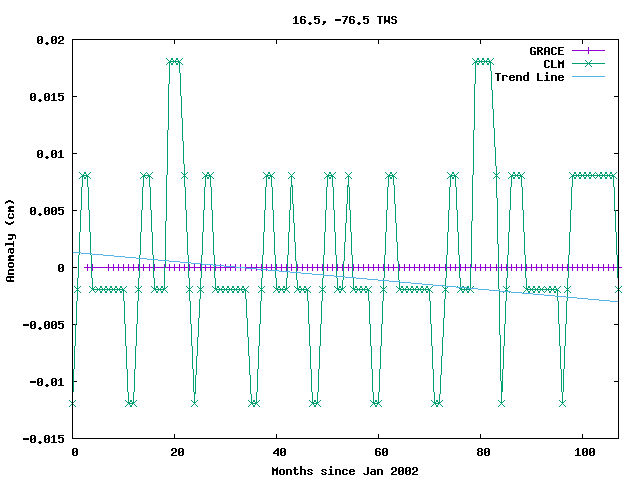 16.5, -76.5 TWS
0.02
0.015
0.01
0.005
0
-0.005
-0.01
-0.015
Anomaly (cm)
GRACE
CLM
Trend Line
0 20 40 60 80 100
Months since Jan 2002